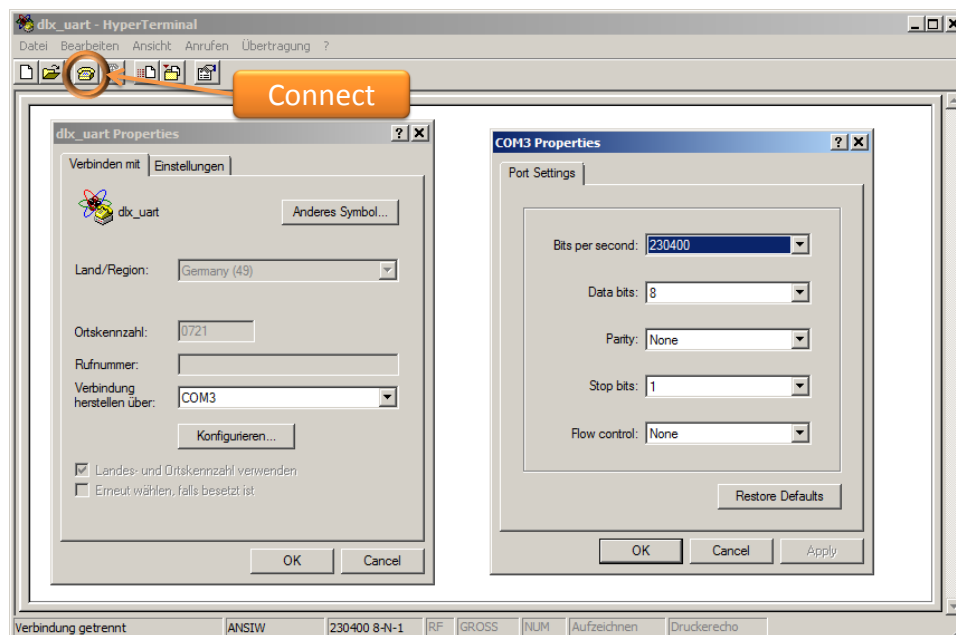 dlx_uart - HyperTerminal
Datei Bearbeiten Ansicht Anrufen Übertragung ?
Connect
dlx_uart Properties
Verbinden mit Einstellungen
dlx_uart
Anderes Symbol...
Land/Region: Germany (49)
Ortskennzahl: 0721
Rufnummer:
Verbindung
herstellen über: COM3
Konfigurieren...
Landes- und Ortskennzahl verwenden
Erneut wählen, falls besetzt ist
OK Cancel
COM3 Properties
Port Settings
Bits per second: 230400
Data bits: 8
Parity: None
Stop bits: 1
Flow control: None
Restore Defaults
OK Cancel Apply
Verbindung getrennt ANSIW 230400 8-N-1 RF GROSS NUM Aufzeichnen Druckerecho